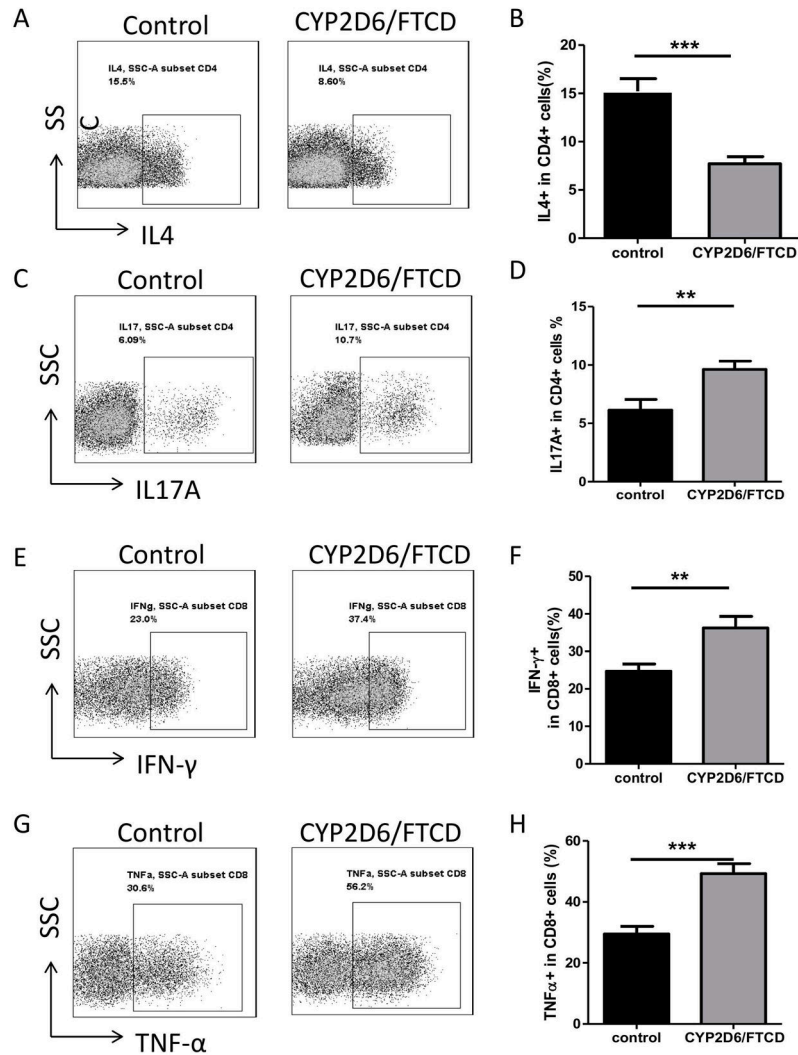 A
Control
CYP2D6/FTCD
IL4, SSC-A subset CD4
15.5%
IL4, SSC-A subset CD4
8.60%
SS
C
IL4
B
IL4+ in CD4+ cells(%)
20
15
10
5
0
***
control
CYP2D6/FTCD
C
Control
CYP2D6/FTCD
IL17, SSC-A subset CD4
6.09%
IL17, SSC-A subset CD4
10.7%
SSC
IL17A
D
IL17A+ in CD4+ cells %
15
10
5
0
**
control
CYP2D6/FTCD
E
Control
CYP2D6/FTCD
IFNg, SSC-A subset CD8
23.0%
IFNg, SSC-A subset CD8
37.4%
SSC
IFN-γ
F
IFN-γ+
in CD8+ cells(%)
50
40
30
20
10
0
**
control
CYP2D6/FTCD
G
Control
CYP2D6/FTCD
TNFa, SSC-A subset CD8
30.6%
TNFa, SSC-A subset CD8
56.2%
SSC
TNF-α
H
TNFα+ in CD8+ cells (%)
60
40
20
0
***
control
CYP2D6/FTCD